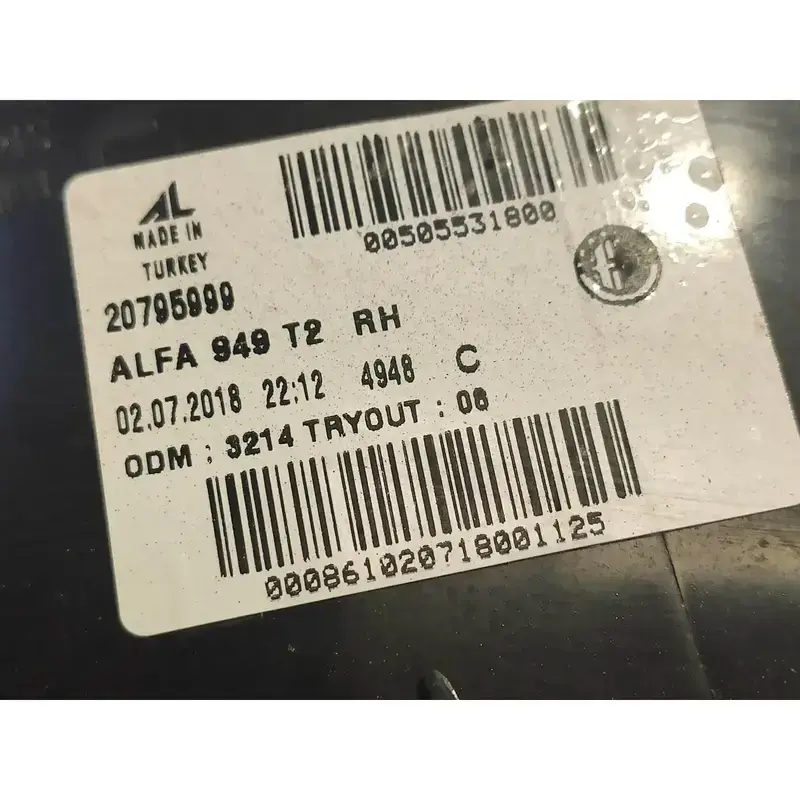 AL
MADE IN
TURKEY
00505531800
20795999
ALFA 949 T2 RH
02.07.2018 22:12 4948 C
ODM : 3214 TRYOUT : 06
000861020718001125